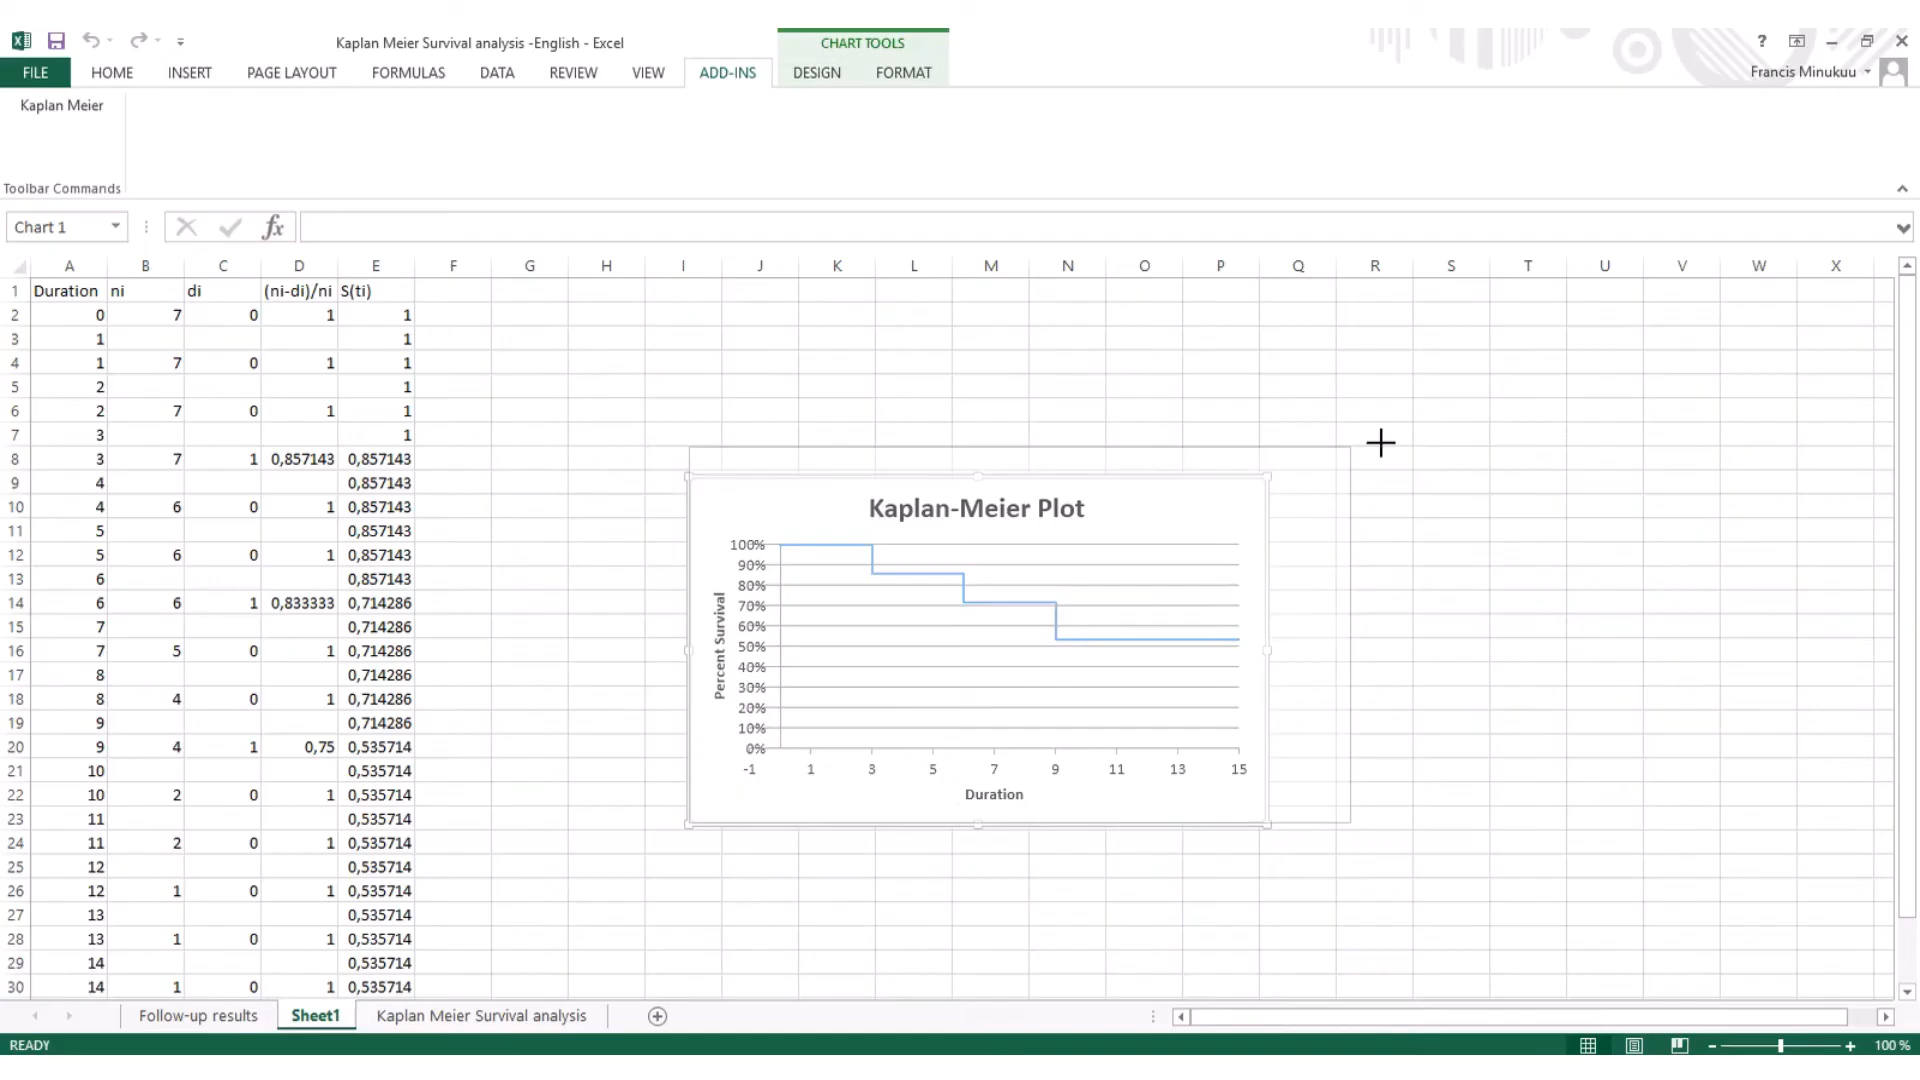 Kaplan Meier Survival analysis -English - Excel
CHART TOOLS
?
FILE HOME INSERT PAGE LAYOUT FORMULAS DATA REVIEW VIEW ADD-INS DESIGN FORMAT
Francis Minukuu
Kaplan Meier
Toolbar Commands
Chart 1
fx
A B C D E F G H I J K L M N O P Q R S T U V W X
1 Duration ni di (ni-di)/ni S(ti)
2 0 7 0 1 1
3 1 1
4 1 7 0 1 1
5 2 1
6 2 7 0 1 1
7 3 1
8 3 7 1 0,857143 0,857143
9 4 0,857143
10 4 6 0 1 0,857143
11 5 0,857143
12 5 6 0 1 0,857143
13 6 0,857143
14 6 6 1 0,833333 0,714286
15 7 0,714286
16 7 5 0 1 0,714286
17 8 0,714286
18 8 4 0 1 0,714286
19 9 0,714286
20 9 4 1 0,75 0,535714
21 10 0,535714
22 10 2 0 1 0,535714
23 11 0,535714
24 11 2 0 1 0,535714
25 12 0,535714
26 12 1 0 1 0,535714
27 13 0,535714
28 13 1 0 1 0,535714
29 14 0,535714
30 14 1 0 1 0,535714
Kaplan-Meier Plot
Percent Survival
100%
90%
80%
70%
60%
50%
40%
30%
20%
10%
0%
-1 1 3 5 7 9 11 13 15
Duration
Follow-up results Sheet1 Kaplan Meier Survival analysis
READY
100 %